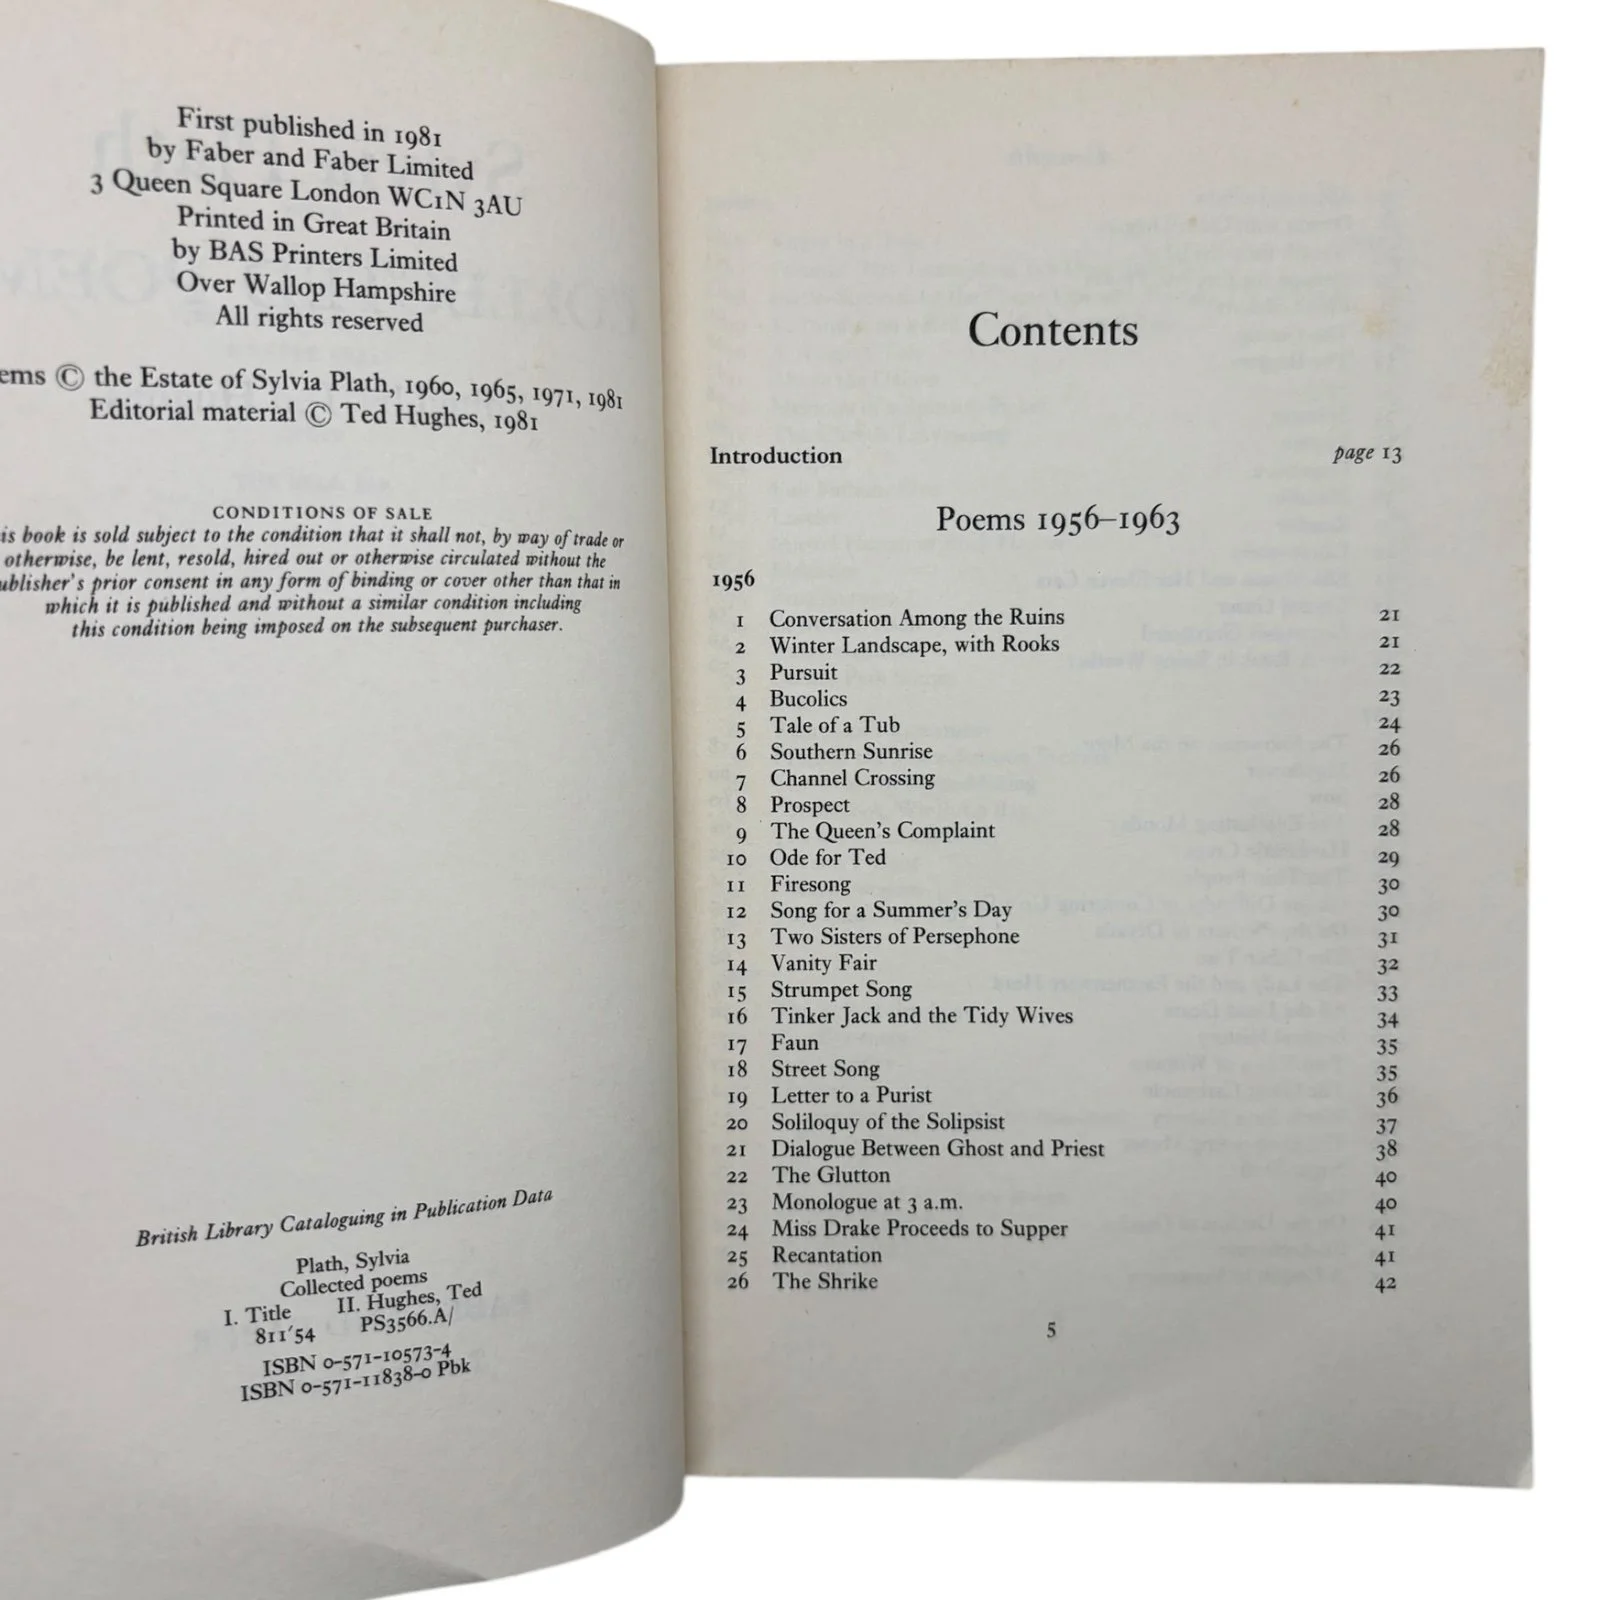 First published in 1981
by Faber and Faber Limited
3 Queen Square London WC1N 3AU
Printed in Great Britain
by BAS Printers Limited
Over Wallop Hampshire
All rights reserved
© the Estate of Sylvia Plath, 1960, 1965, 1971, 1981
Editorial material © Ted Hughes, 1981
CONDITIONS OF SALE
is book is sold subject to the condition that it shall not, by way of trade or
otherwise, be lent, resold, hired out or otherwise circulated without the
ublisher's prior consent in any form of binding or cover other than that in
which it is published and without a similar condition including
this condition being imposed on the subsequent purchaser.
British Library Cataloguing in Publication Data
Plath, Sylvia
Collected poems
I. Title II. Hughes, Ted
811'54 PS3566.A/
ISBN 0-571-10573-4
ISBN 0-571-11838-0 Pbk
Contents
Introduction page 13
Poems 1956–1963
1956
1 Conversation Among the Ruins 21
2 Winter Landscape, with Rooks 21
3 Pursuit 22
4 Bucolics 23
5 Tale of a Tub 24
6 Southern Sunrise 26
7 Channel Crossing 26
8 Prospect 28
9 The Queen's Complaint 28
10 Ode for Ted 29
11 Firesong 30
12 Song for a Summer's Day 30
13 Two Sisters of Persephone 31
14 Vanity Fair 32
15 Strumpet Song 33
16 Tinker Jack and the Tidy Wives 34
17 Faun 35
18 Street Song 35
19 Letter to a Purist 36
20 Soliloquy of the Solipsist 37
21 Dialogue Between Ghost and Priest 38
22 The Glutton 40
23 Monologue at 3 a.m. 40
24 Miss Drake Proceeds to Supper 41
25 Recantation 41
26 The Shrike 42
5